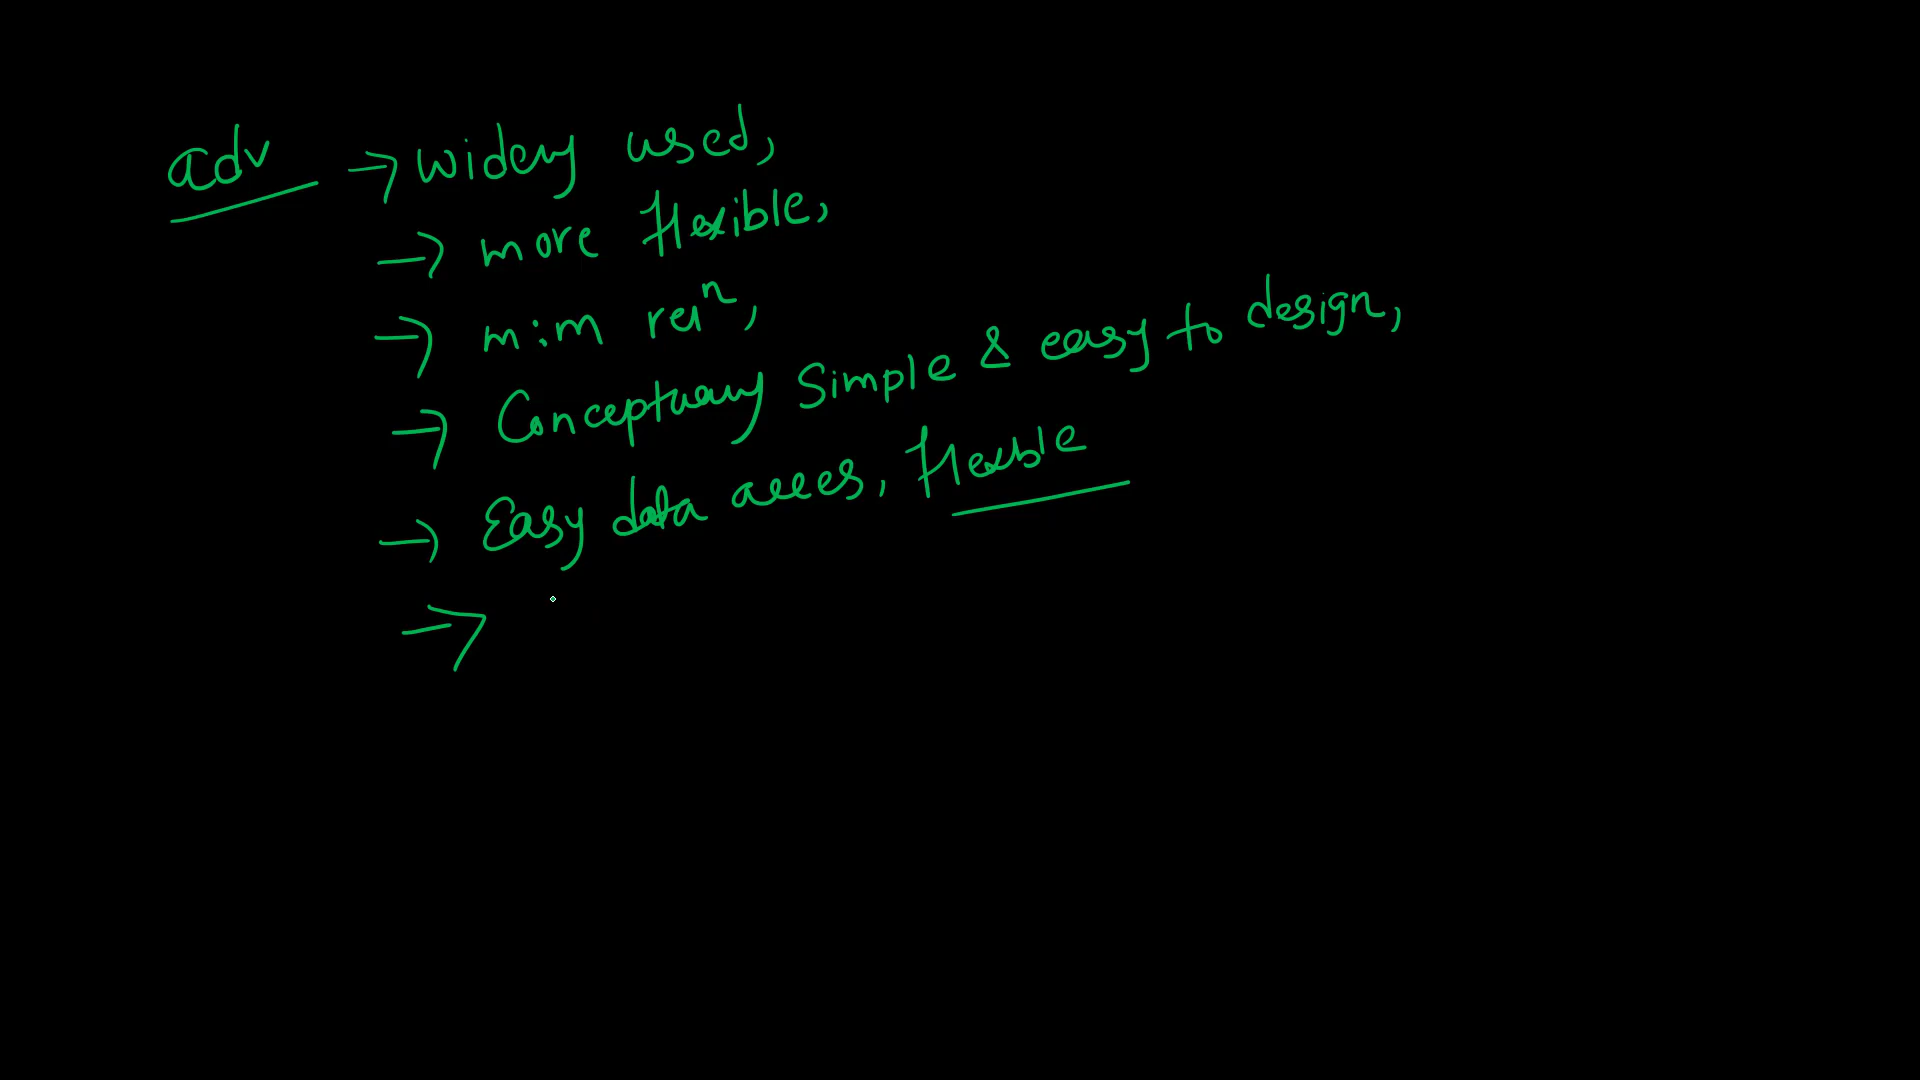 adv → widely used,
→ more flexible,
→ m:m relⁿ,
→ Conceptually Simple & easy to design,
→ Easy data access, flexible
→